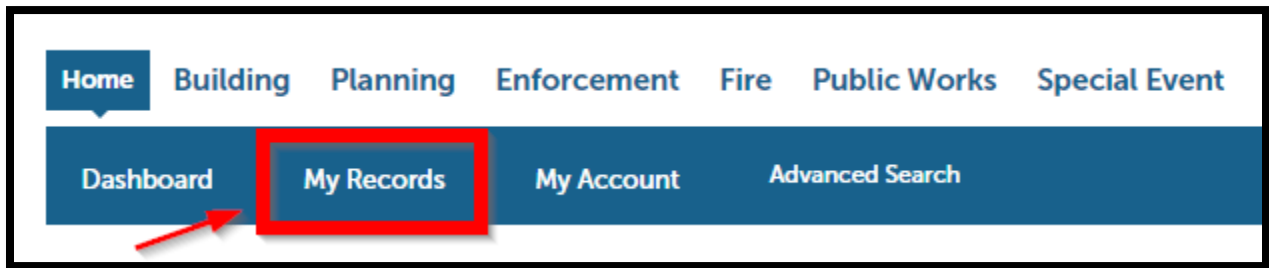 Home Building Planning Enforcement Fire Public Works Special Event
Dashboard My Records My Account Advanced Search